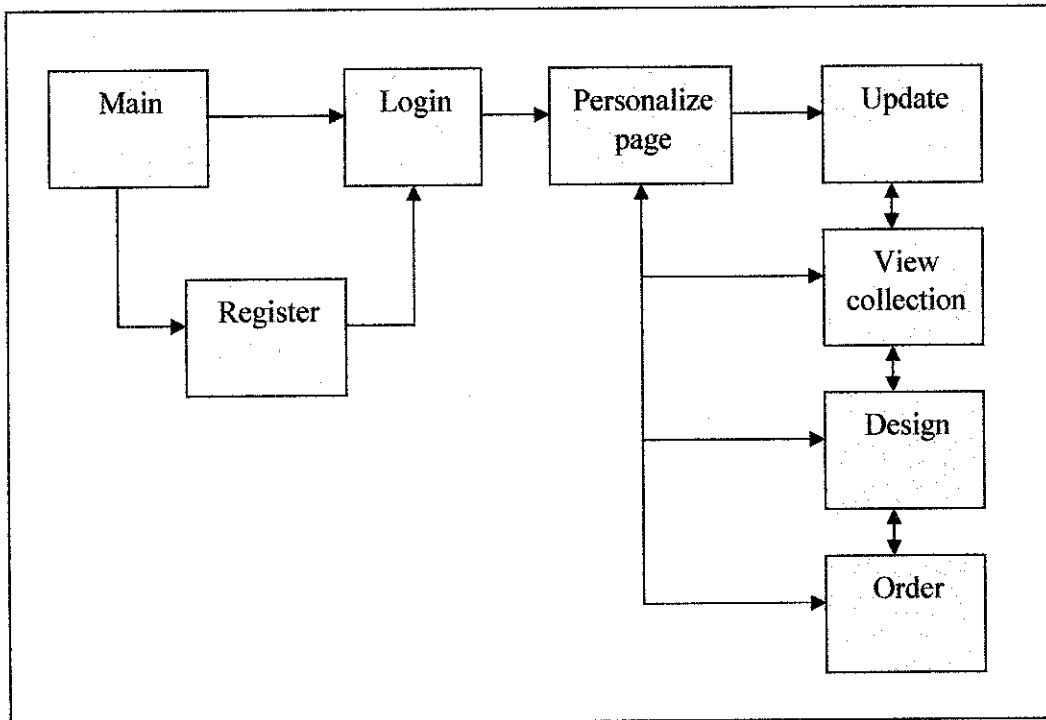 Main
Login
Personalize
page
Update
Register
View
collection
Design
Order